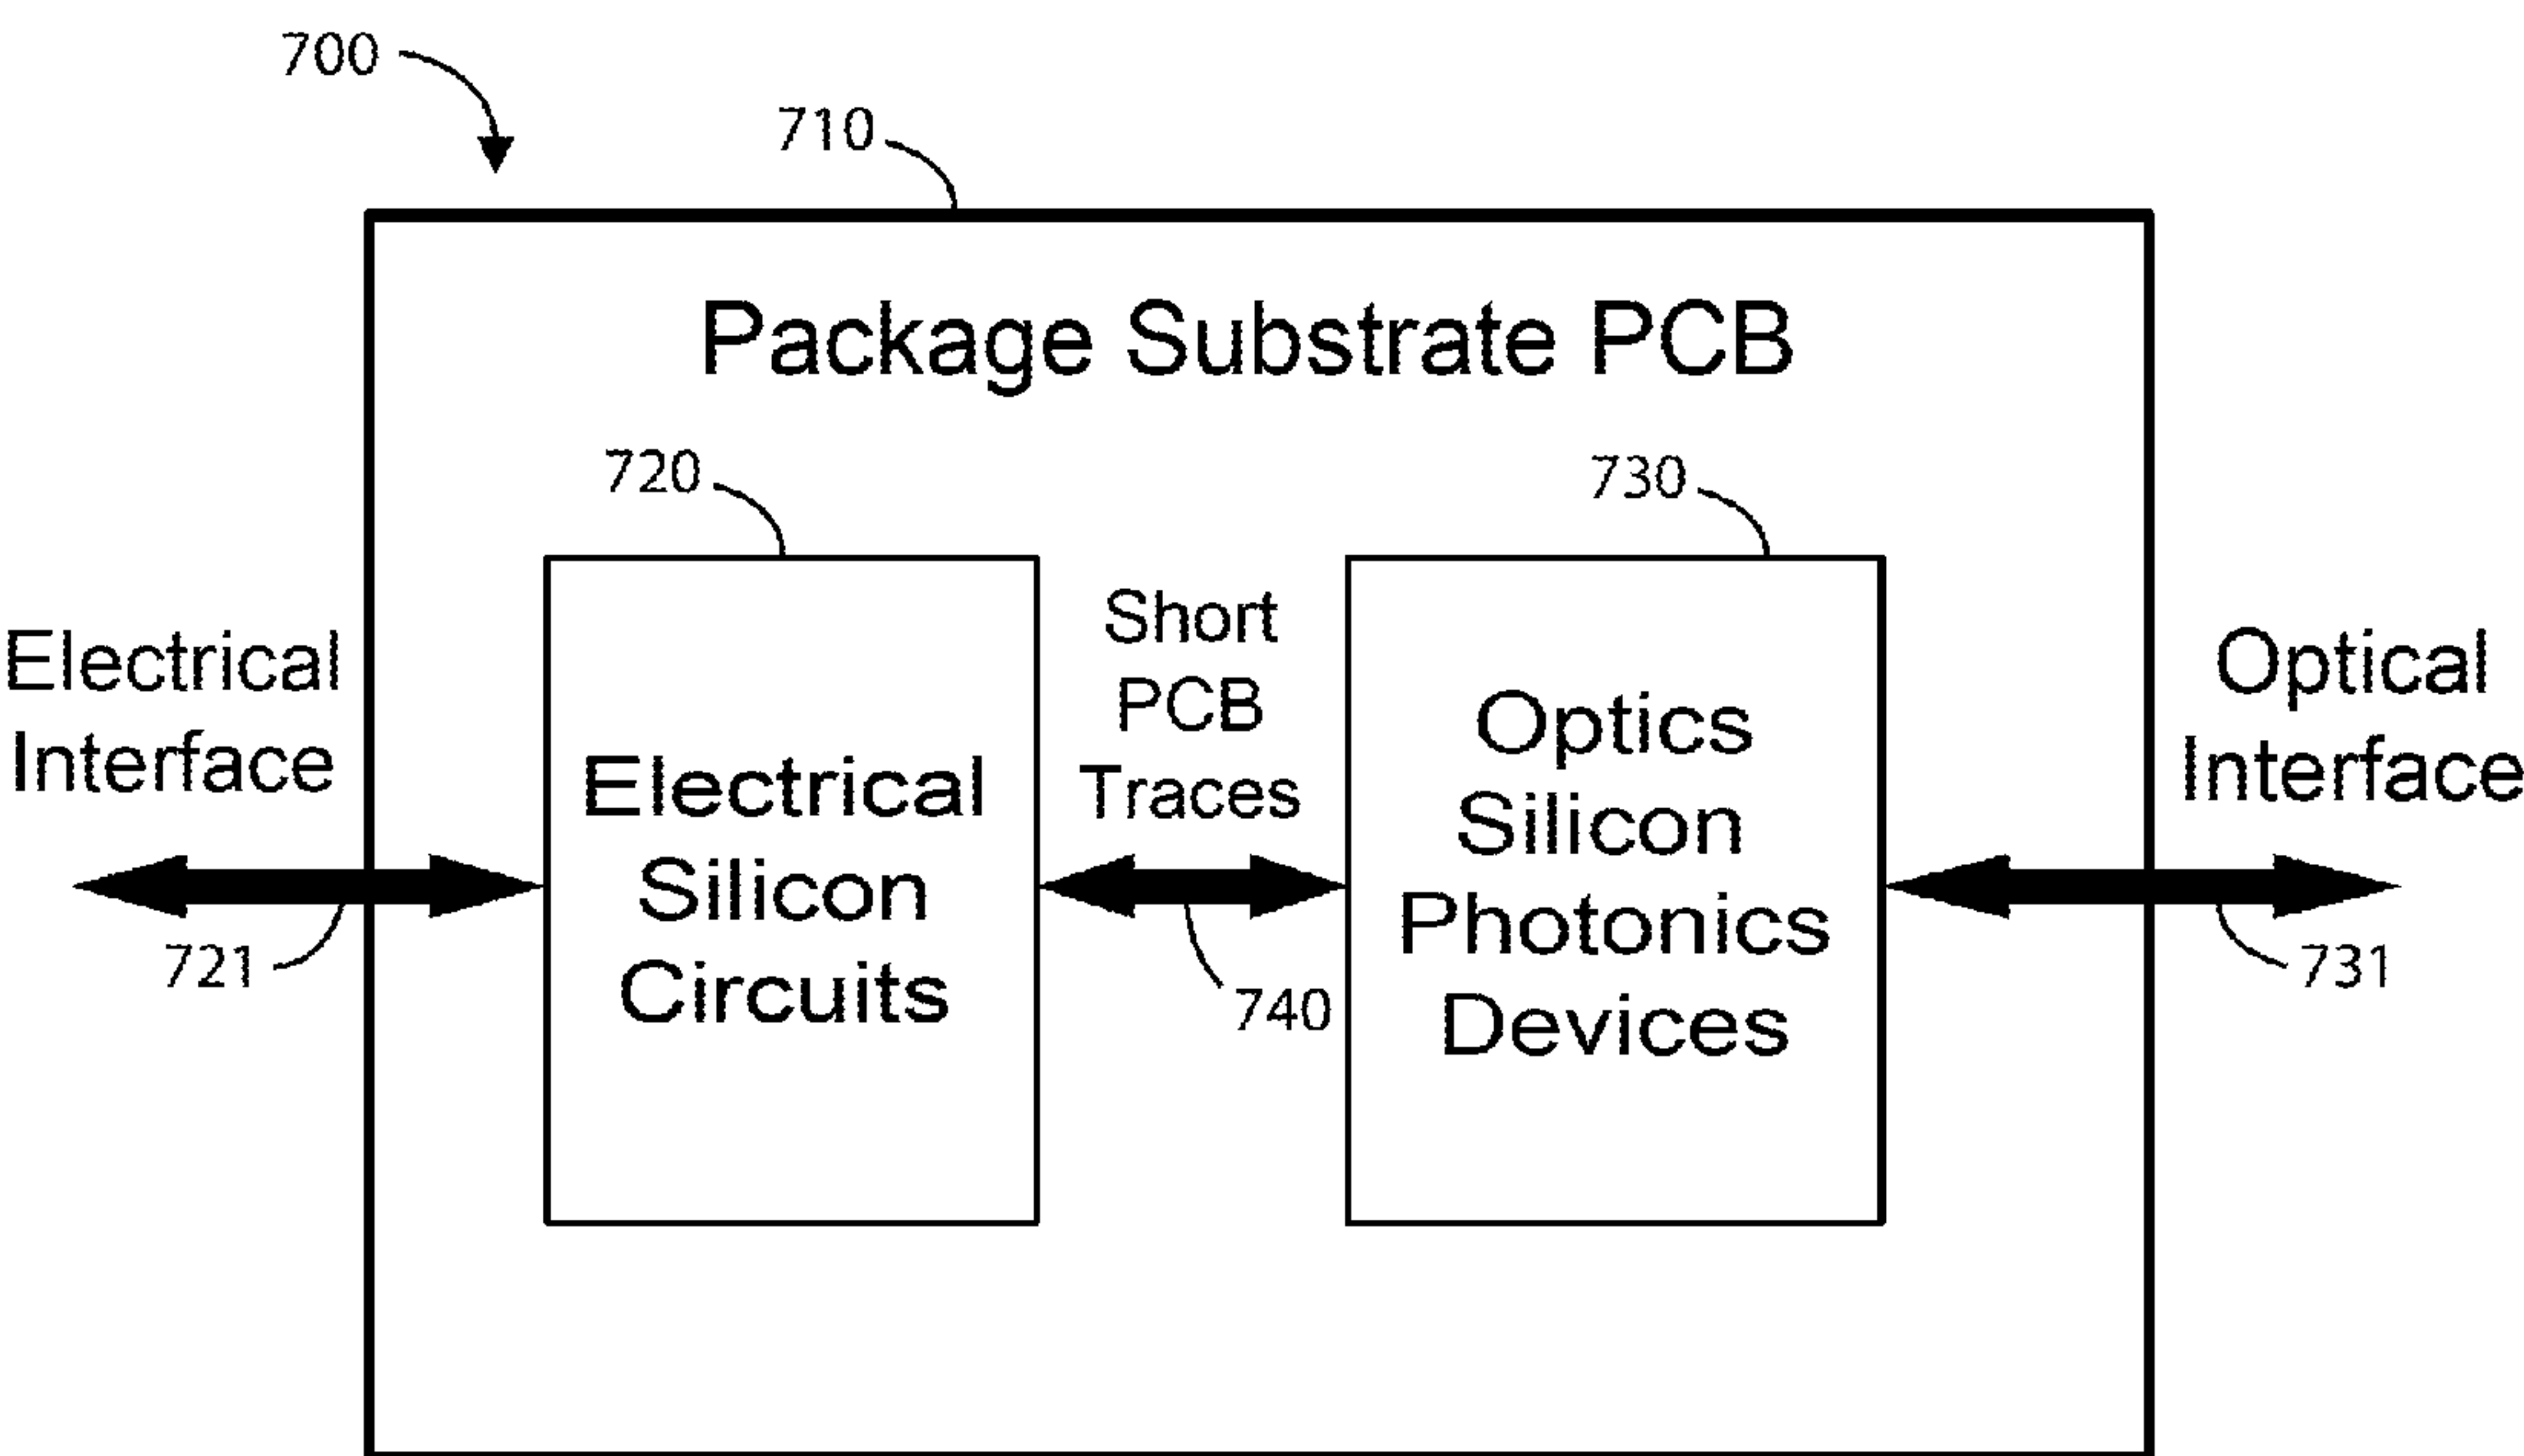 700
710
Package Substrate PCB
720
730
Electrical
Interface
721
Electrical
Silicon
Circuits
Short
PCB
Traces
740
Optics
Silicon
Photonics
Devices
Optical
Interface
731